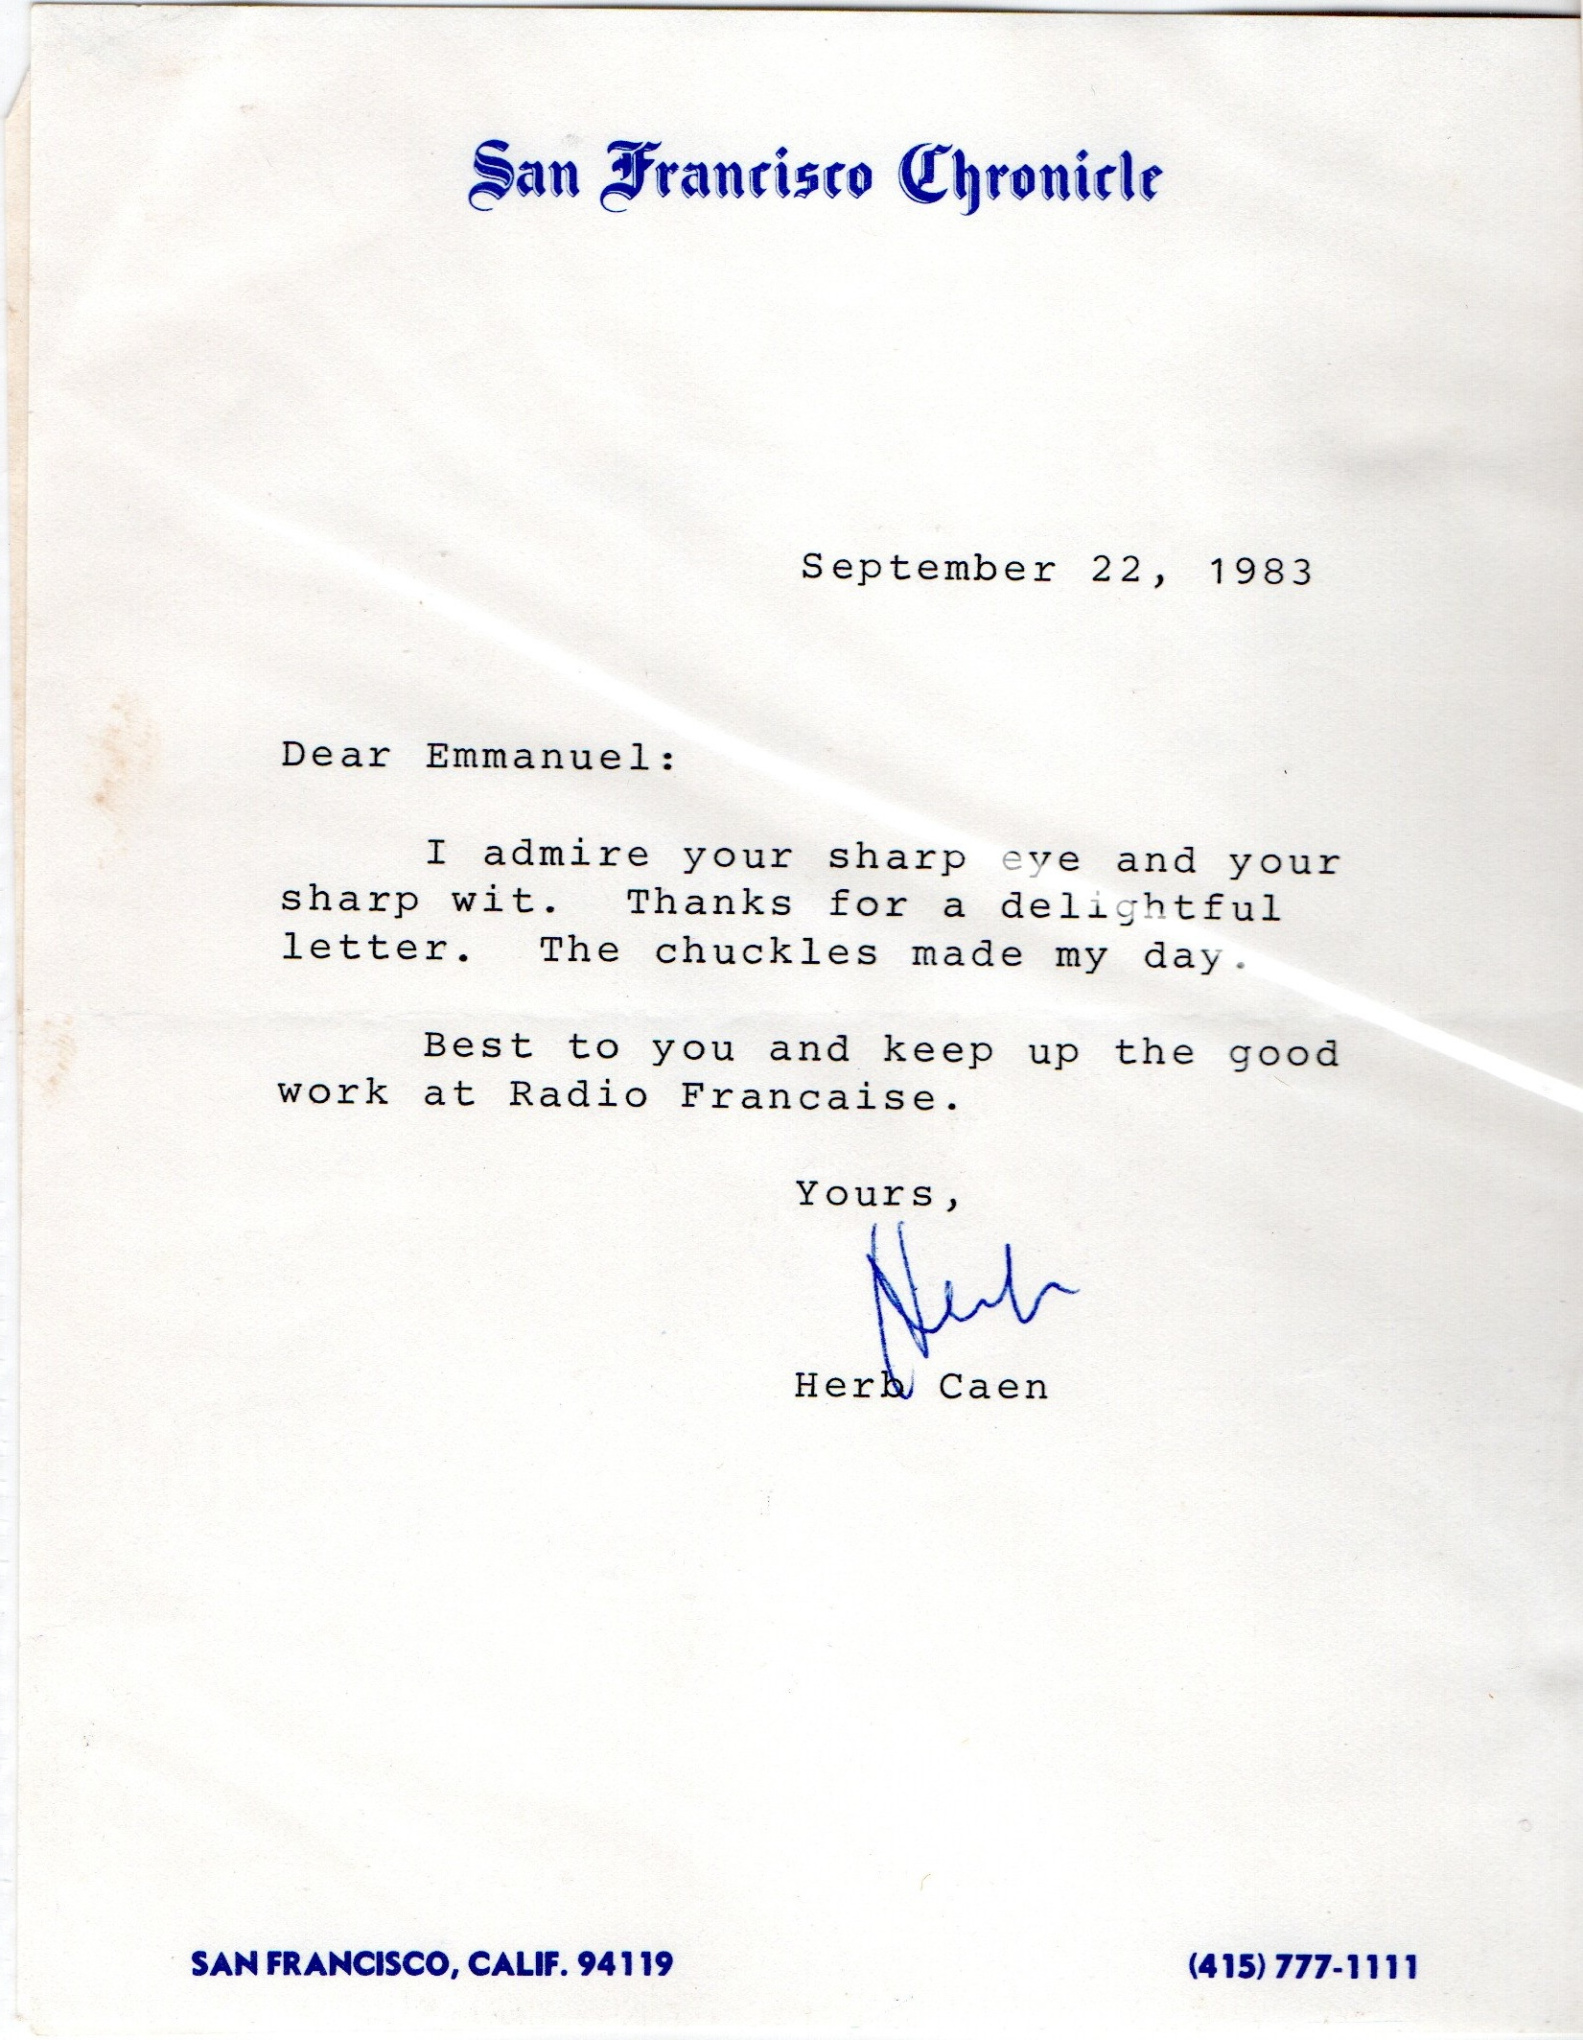 San Francisco Chronicle
September 22, 1983
Dear Emmanuel:
I admire your sharp eye and your
sharp wit.  Thanks for a delightful
letter.  The chuckles made my day.
Best to you and keep up the good
work at Radio Francaise.
Yours,
Herb
Herb Caen
SAN FRANCISCO, CALIF. 94119
(415) 777-1111